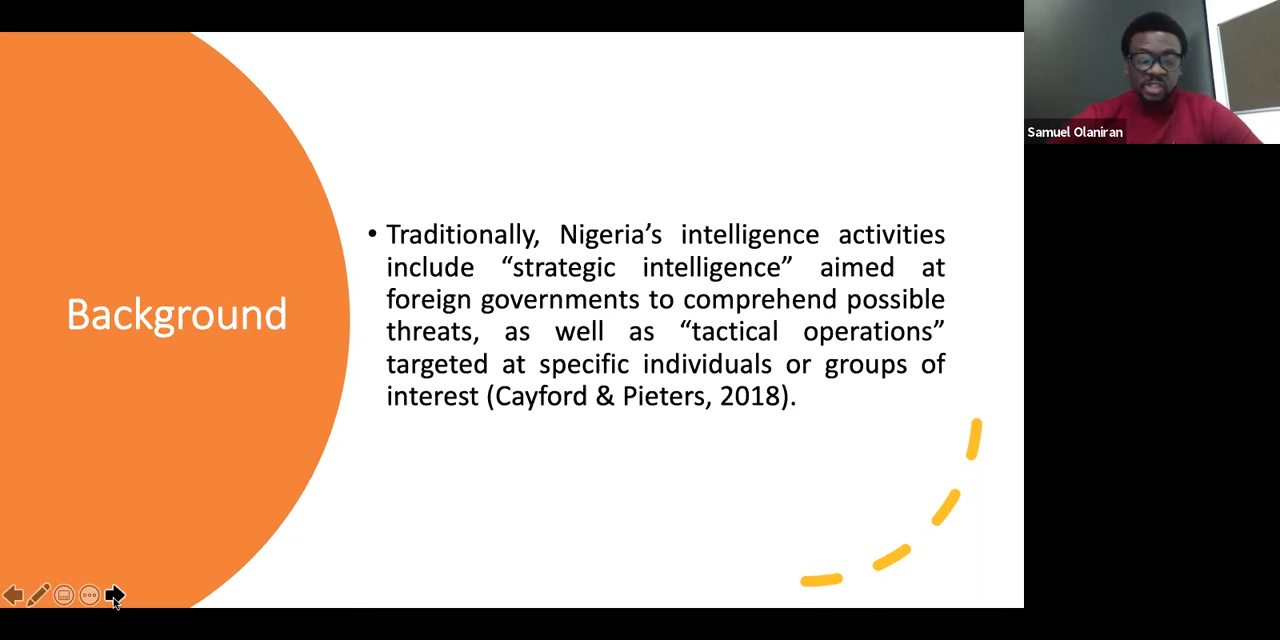 Background
• Traditionally, Nigeria’s intelligence activities
include “strategic intelligence” aimed at
foreign governments to comprehend possible
threats, as well as “tactical operations”
targeted at specific individuals or groups of
interest (Cayford & Pieters, 2018).
Samuel Olaniran